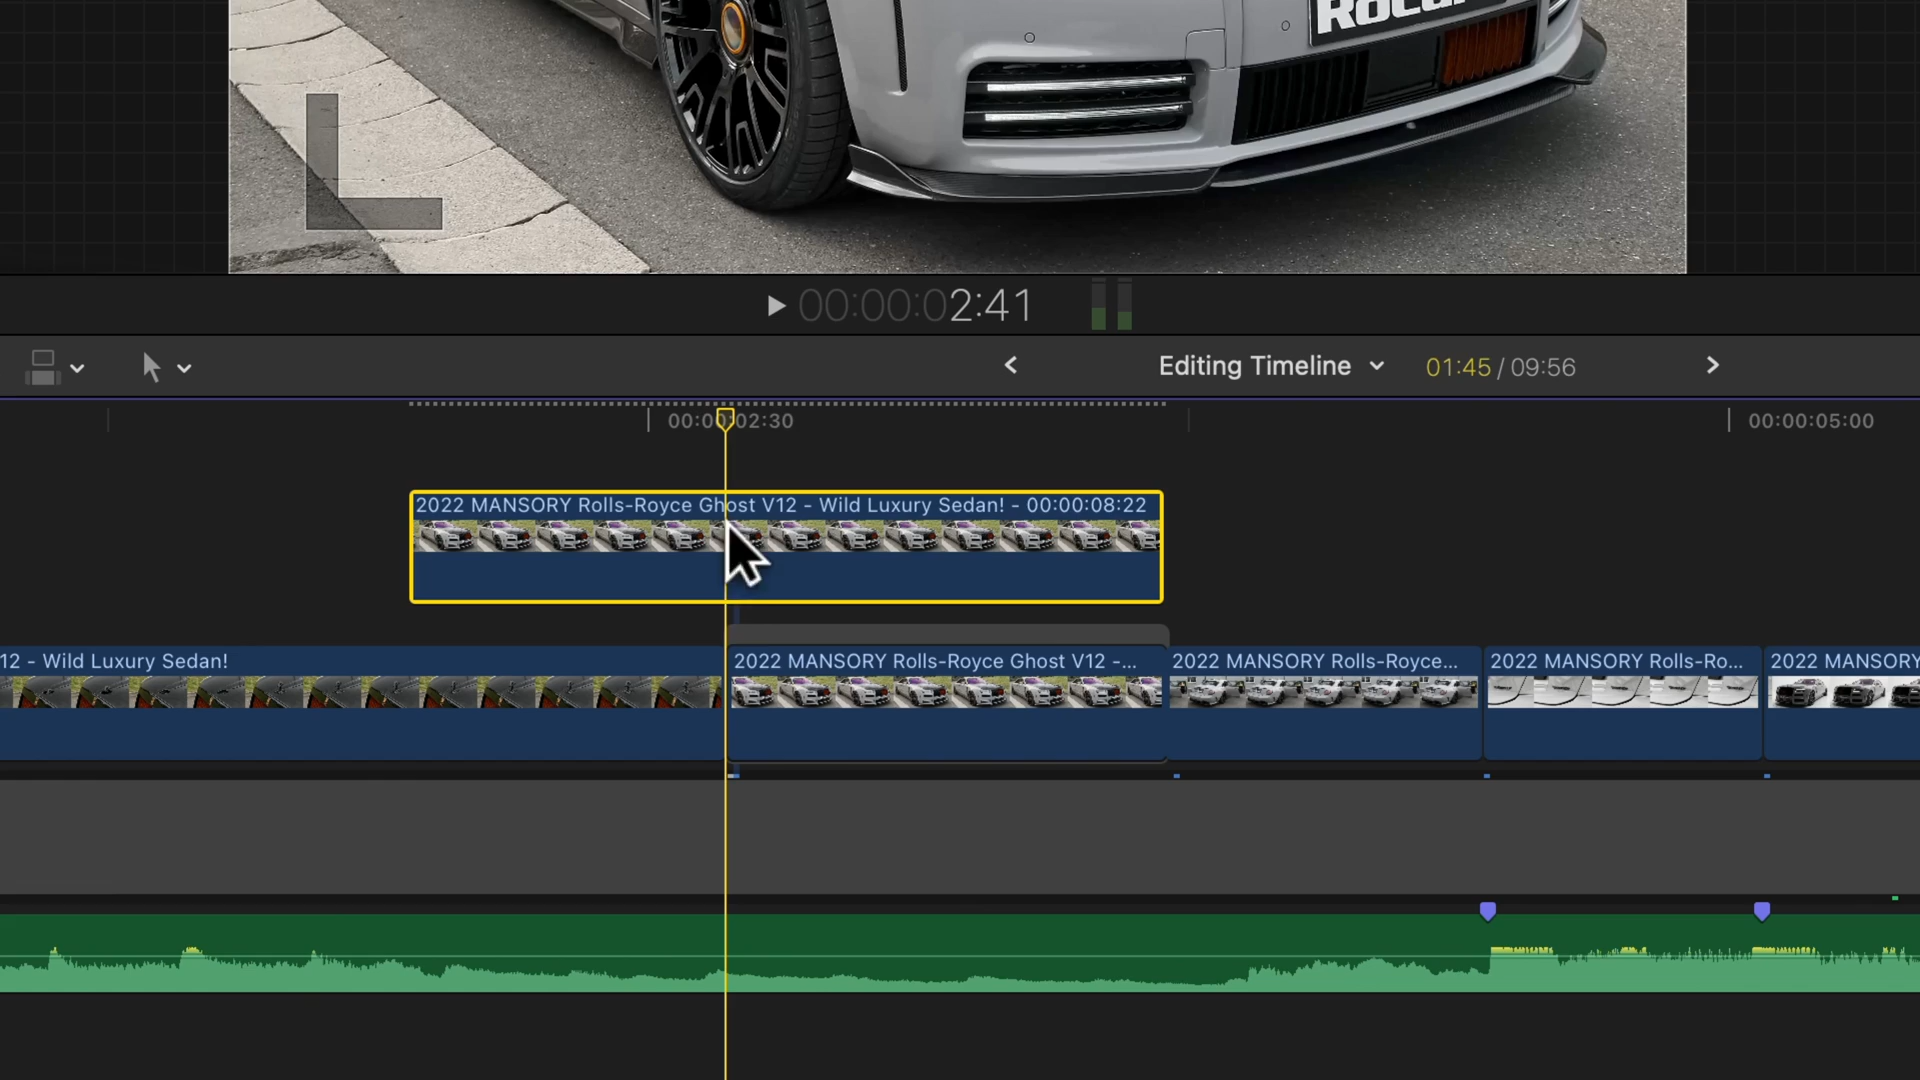 RoCars
00:00:02:41
Editing Timeline 01:45 / 09:56
00:00:02:30 00:00:05:00
2022 MANSORY Rolls-Royce Ghost V12 - Wild Luxury Sedan! - 00:00:08:22
12 - Wild Luxury Sedan!
2022 MANSORY Rolls-Royce Ghost V12 -...
2022 MANSORY Rolls-Royce...
2022 MANSORY Rolls-Ro...
2022 MANSORY